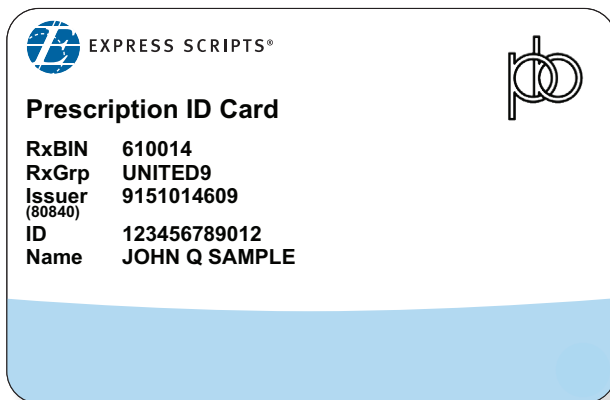 EXPRESS SCRIPTS®
Prescription ID Card
RxBIN 610014
RxGrp UNITED9
Issuer 9151014609
(80840)
ID 123456789012
Name JOHN Q SAMPLE